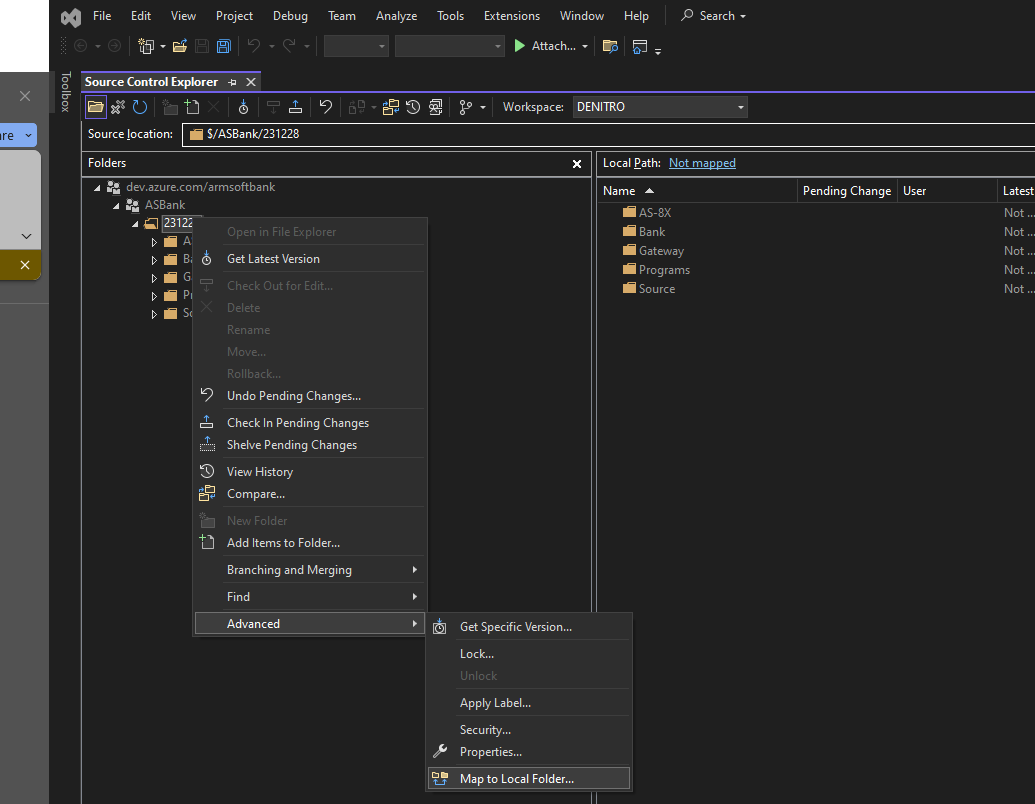 File Edit View Project Debug Team Analyze Tools Extensions Window Help Search
Attach...
Toolbox
Source Control Explorer
Workspace: DENITRO
Source location: $/ASBank/231228
Folders
Local Path: Not mapped
Name Pending Change User Latest
dev.azure.com/armsoftbank
ASBank
23122
AS-8X Not ...
Bank Not ...
Gateway Not ...
Programs Not ...
Source Not ...
Open in File Explorer
Get Latest Version
Check Out for Edit...
Delete
Rename
Move...
Rollback...
Undo Pending Changes...
Check In Pending Changes
Shelve Pending Changes
View History
Compare...
New Folder
Add Items to Folder...
Branching and Merging
Find
Advanced
Get Specific Version...
Lock...
Unlock
Apply Label...
Security...
Properties...
Map to Local Folder...